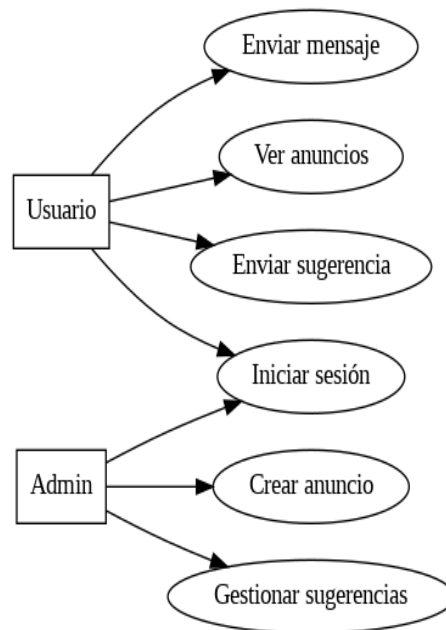 Enviar mensaje
Ver anuncios
Usuario
Enviar sugerencia
Iniciar sesión
Admin
Crear anuncio
Gestionar sugerencias